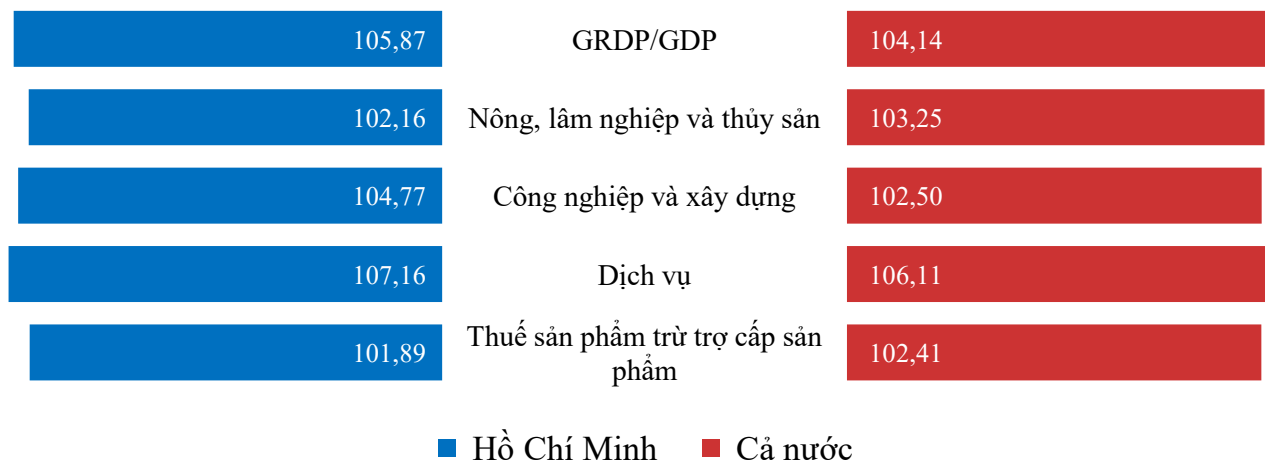 105,87 GRDP/GDP 104,14
102,16 Nông, lâm nghiệp và thủy sản 103,25
104,77 Công nghiệp và xây dựng 102,50
107,16 Dịch vụ 106,11
101,89 Thuế sản phẩm trừ trợ cấp sản 102,41
phẩm
Hồ Chí Minh Cả nước